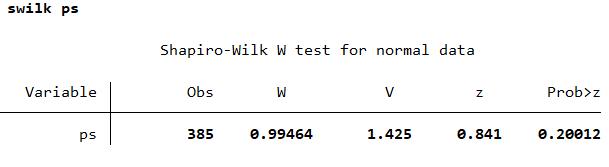 swilk ps
Shapiro-Wilk W test for normal data
Variable Obs W V z Prob>z
ps 385 0.99464 1.425 0.841 0.20012